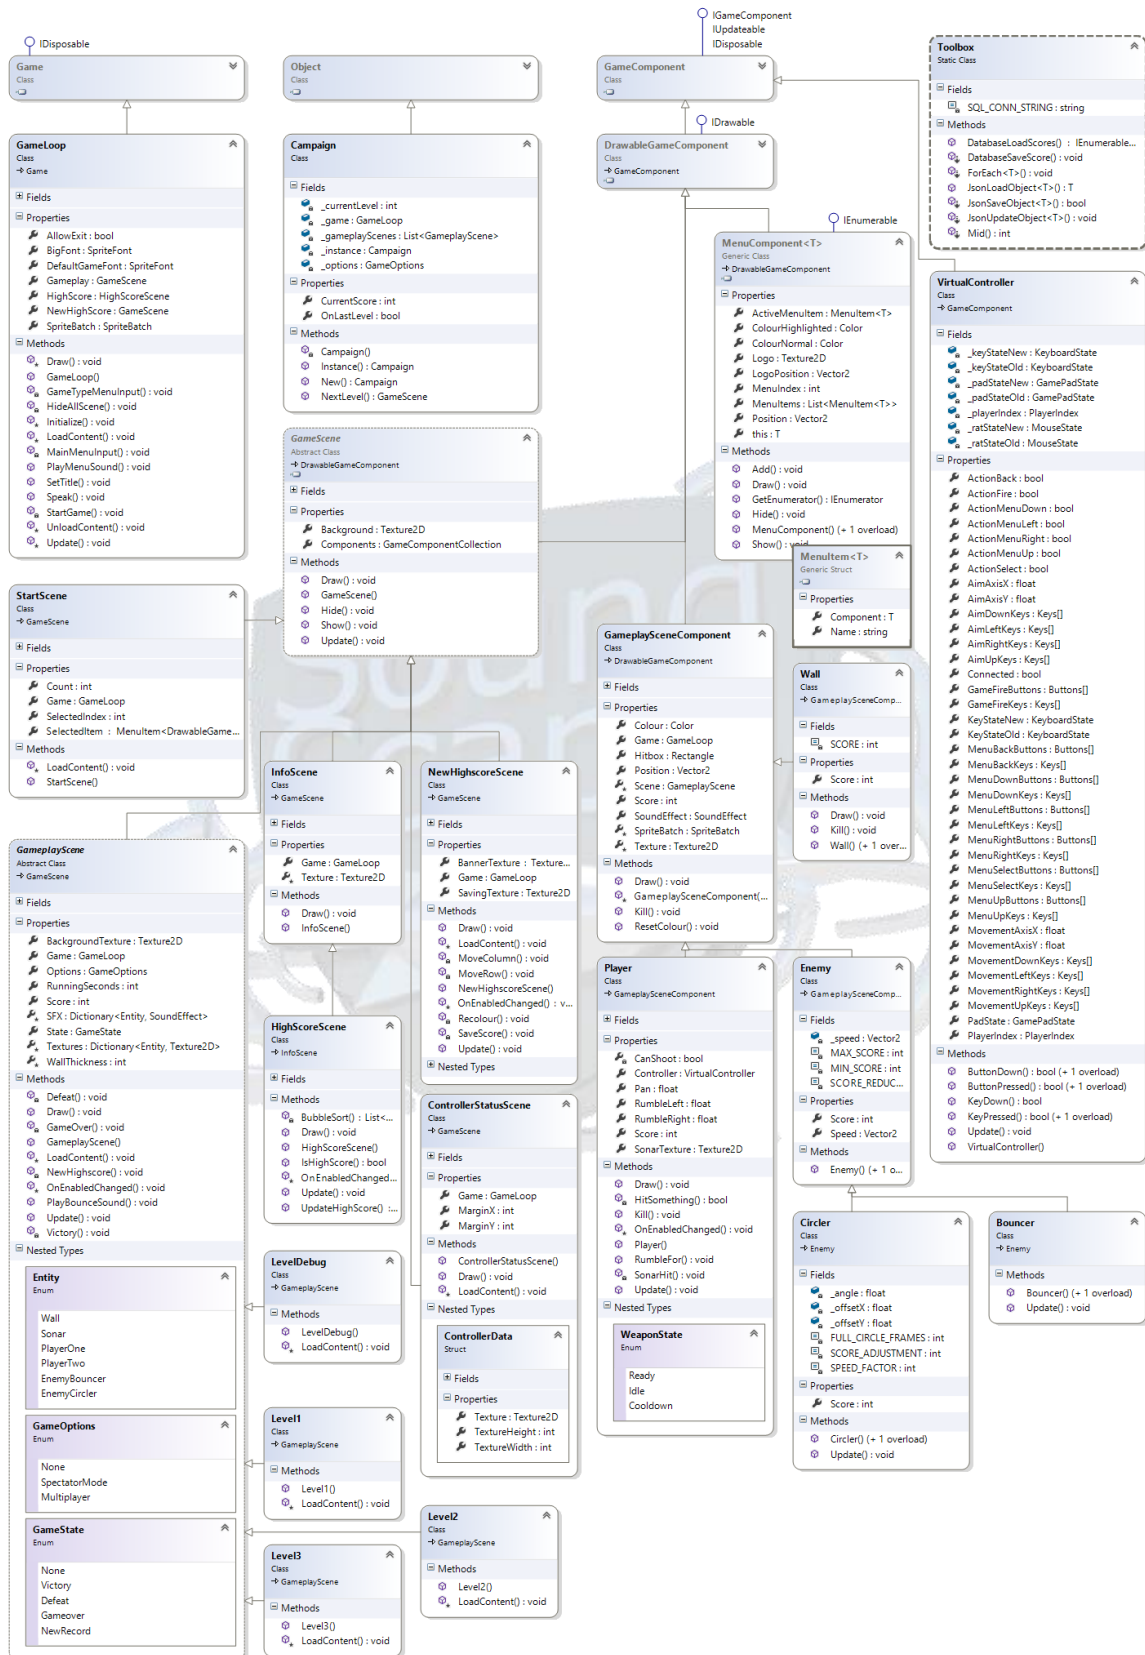 IDisposable
Game
Class
GameLoop
Class
Game
Fields
Properties
AllowExit : bool
BigFont : SpriteFont
DefaultGameFont : SpriteFont
Gameplay : GameScene
HighScore : HighScoreScene
NewHighScore : GameScene
SpriteBatch : SpriteBatch
Methods
Draw() : void
GameLoop()
GameTypeMenuInput() : void
HideAllScene() : void
Initialize() : void
LoadContent() : void
MainMenuInput() : void
PlayMenuSound() : void
SetTitle() : void
Speak() : void
StartGame() : void
UnloadContent() : void
Update() : void
Object
Class
Campaign
Class
Fields
_currentLevel : int
_game : GameLoop
_gameplayScenes : List<GameplayScene>
_instance : Campaign
_options : GameOptions
Properties
CurrentScore : int
OnLastLevel : bool
Methods
Campaign()
Instance() : Campaign
New() : Campaign
NextLevel() : GameScene
GameScene
Abstract Class
DrawableGameComponent
Fields
Properties
Background : Texture2D
Components : GameComponentCollection
Methods
Draw() : void
GameScene()
Hide() : void
Show() : void
Update() : void
IGameComponent
IUpdateable
IDisposable
GameComponent
Class
IDrawable
DrawableGameComponent
Class
GameComponent
IEnumerable
MenuComponent<T>
Generic Class
DrawableGameComponent
Properties
ActiveMenuItem : MenuItem<T>
ColourHighlighted : Color
ColourNormal : Color
Logo : Texture2D
LogoPosition : Vector2
MenuIndex : int
MenuItems : List<MenuItem<T>>
Position : Vector2
this : T
Methods
Add() : void
Draw() : void
GetEnumerator() : IEnumerator
Hide() : void
MenuComponent() (+ 1 overload)
Show() : void
MenuItem<T>
Generic Struct
Properties
Component : T
Name : string
Toolbox
Static Class
Fields
SQL_CONN_STRING : string
Methods
DatabaseLoadScores() : IEnumerable...
DatabaseSaveScore() : void
ForEach<T>() : void
JsonLoadObject<T>() : T
JsonSaveObject<T>() : bool
JsonUpdateObject<T>() : void
Mid() : int
VirtualController
Class
GameComponent
Fields
_keyStateNew : KeyboardState
_keyStateOld : KeyboardState
_padStateNew : GamePadState
_padStateOld : GamePadState
_playerIndex : PlayerIndex
_ratStateNew : MouseState
_ratStateOld : MouseState
Properties
ActionBack : bool
ActionFire : bool
ActionMenuDown : bool
ActionMenuLeft : bool
ActionMenuRight : bool
ActionMenuUp : bool
ActionSelect : bool
AimAxisX : float
AimAxisY : float
AimDownKeys : Keys[]
AimLeftKeys : Keys[]
AimRightKeys : Keys[]
AimUpKeys : Keys[]
Connected : bool
GameFireButtons : Buttons[]
GameFireKeys : Keys[]
KeyStateNew : KeyboardState
KeyStateOld : KeyboardState
MenuBackButtons : Buttons[]
MenuBackKeys : Keys[]
MenuDownButtons : Buttons[]
MenuDownKeys : Keys[]
MenuLeftButtons : Buttons[]
MenuLeftKeys : Keys[]
MenuRightButtons : Buttons[]
MenuRightKeys : Keys[]
MenuSelectButtons : Buttons[]
MenuSelectKeys : Keys[]
MenuUpButtons : Buttons[]
MenuUpKeys : Keys[]
MovementAxisX : float
MovementAxisY : float
MovementDownKeys : Keys[]
MovementLeftKeys : Keys[]
MovementRightKeys : Keys[]
MovementUpKeys : Keys[]
PadState : GamePadState
PlayerIndex : PlayerIndex
Methods
ButtonDown() : bool (+ 1 overload)
ButtonPressed() : bool (+ 1 overload)
KeyDown() : bool
KeyPressed() : bool (+ 1 overload)
Update() : void
VirtualController()
StartScene
Class
GameScene
Fields
Properties
Count : int
Game : GameLoop
SelectedIndex : int
SelectedItem : MenuItem<DrawableGame...
Methods
LoadContent() : void
StartScene()
GameplayScene
Abstract Class
GameScene
Fields
Properties
BackgroundTexture : Texture2D
Game : GameLoop
Options : GameOptions
RunningSeconds : int
Score : int
SFX : Dictionary<Entity, SoundEffect>
State : GameState
Textures : Dictionary<Entity, Texture2D>
WallThickness : int
Methods
Defeat() : void
Draw() : void
GameOver() : void
GameplayScene()
LoadContent() : void
NewHighscore() : void
OnEnabledChanged() : void
PlayBounceSound() : void
Update() : void
Victory() : void
Nested Types
Entity
Enum
Wall
Sonar
PlayerOne
PlayerTwo
EnemyBouncer
EnemyCircler
GameOptions
Enum
None
SpectatorMode
Multiplayer
GameState
Enum
None
Victory
Defeat
Gameover
NewRecord
InfoScene
Class
GameScene
Fields
Properties
Game : GameLoop
Texture : Texture2D
Methods
Draw() : void
InfoScene()
HighScoreScene
Class
InfoScene
Fields
Methods
BubbleSort() : List<...
Draw() : void
HighScoreScene()
IsHighScore() : bool
OnEnabledChanged...
Update() : void
UpdateHighScore() :...
LevelDebug
Class
GameplayScene
Methods
LevelDebug()
LoadContent() : void
Level1
Class
GameplayScene
Methods
Level1()
LoadContent() : void
Level3
Class
GameplayScene
Methods
Level3()
LoadContent() : void
NewHighscoreScene
Class
GameScene
Fields
Properties
BannerTexture : Texture...
Game : GameLoop
SavingTexture : Texture2D
Methods
Draw() : void
LoadContent() : void
MoveColumn() : void
MoveRow() : void
NewHighscoreScene()
OnEnabledChanged() : v...
Recolour() : void
SaveScore() : void
Update() : void
Nested Types
ControllerStatusScene
Class
GameScene
Fields
Properties
Game : GameLoop
MarginX : int
MarginY : int
Methods
ControllerStatusScene()
Draw() : void
LoadContent() : void
Nested Types
ControllerData
Struct
Fields
Properties
Texture : Texture2D
TextureHeight : int
TextureWidth : int
Level2
Class
GameplayScene
Methods
Level2()
LoadContent() : void
GameplaySceneComponent
Class
DrawableGameComponent
Fields
Properties
Colour : Color
Game : GameLoop
Hitbox : Rectangle
Position : Vector2
Scene : GameplayScene
Score : int
SoundEffect : SoundEffect
SpriteBatch : SpriteBatch
Texture : Texture2D
Methods
Draw() : void
GameplaySceneComponent(...
Kill() : void
ResetColour() : void
Wall
Class
GameplaySceneComp...
Fields
SCORE : int
Properties
Score : int
Methods
Draw() : void
Kill() : void
Wall() (+ 1 over...
Player
Class
GameplaySceneComponent
Fields
Properties
CanShoot : bool
Controller : VirtualController
Pan : float
RumbleLeft : float
RumbleRight : float
Score : int
SonarTexture : Texture2D
Methods
Draw() : void
HitSomething() : bool
Kill() : void
OnEnabledChanged() : void
Player()
RumbleFor() : void
SonarHit() : void
Update() : void
Nested Types
WeaponState
Enum
Ready
Idle
Cooldown
Enemy
Class
GameplaySceneComp...
Fields
_speed : Vector2
MAX_SCORE : int
MIN_SCORE : int
SCORE_REDUC...
Properties
Score : int
Speed : Vector2
Methods
Enemy() (+ 1 o...
Circler
Class
Enemy
Fields
_angle : float
_offsetX : float
_offsetY : float
FULL_CIRCLE_FRAMES : int
SCORE_ADJUSTMENT : int
SPEED_FACTOR : int
Properties
Score : int
Methods
Circler() (+ 1 overload)
Update() : void
Bouncer
Class
Enemy
Methods
Bouncer() (+ 1 overload)
Update() : void
sound